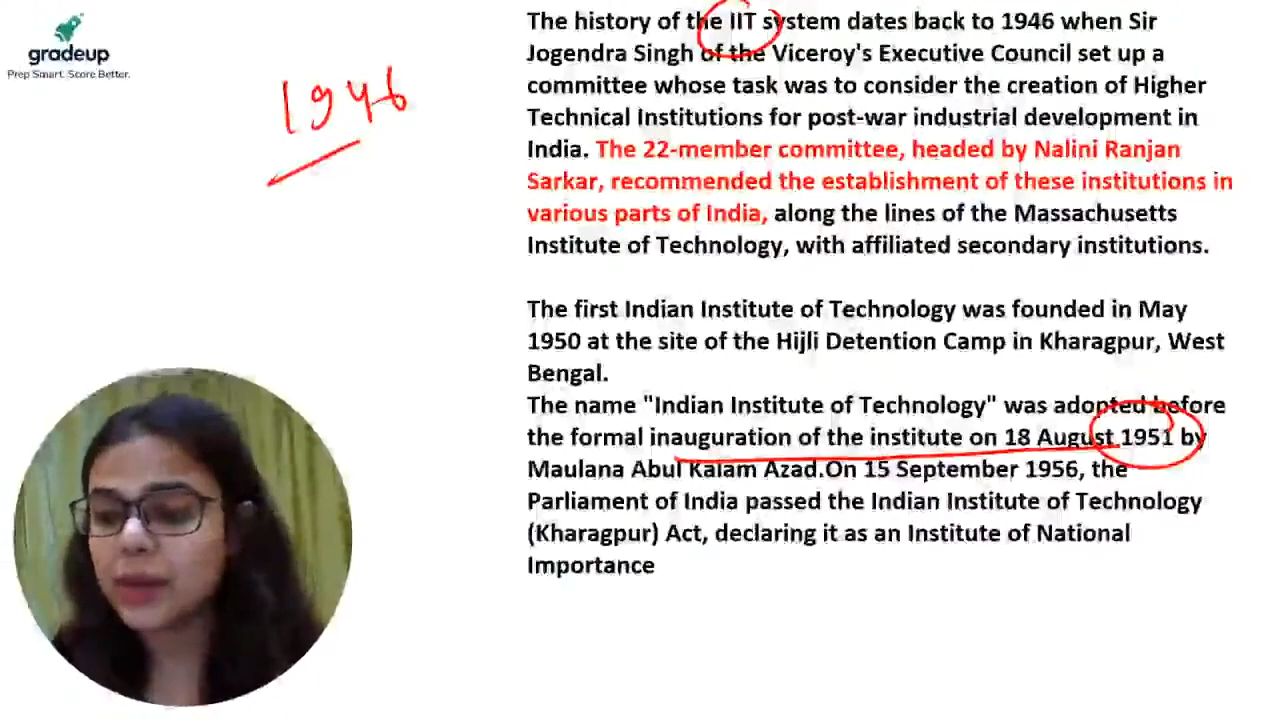 gradeup
Prep Smart. Score Better.
1946
The history of the IIT system dates back to 1946 when Sir
Jogendra Singh of the Viceroy's Executive Council set up a
committee whose task was to consider the creation of Higher
Technical Institutions for post-war industrial development in
India. The 22-member committee, headed by Nalini Ranjan
Sarkar, recommended the establishment of these institutions in
various parts of India, along the lines of the Massachusetts
Institute of Technology, with affiliated secondary institutions.
The first Indian Institute of Technology was founded in May
1950 at the site of the Hijli Detention Camp in Kharagpur, West
Bengal.
The name "Indian Institute of Technology" was adopted before
the formal inauguration of the institute on 18 August 1951 by
Maulana Abul Kalam Azad.On 15 September 1956, the
Parliament of India passed the Indian Institute of Technology
(Kharagpur) Act, declaring it as an Institute of National
Importance